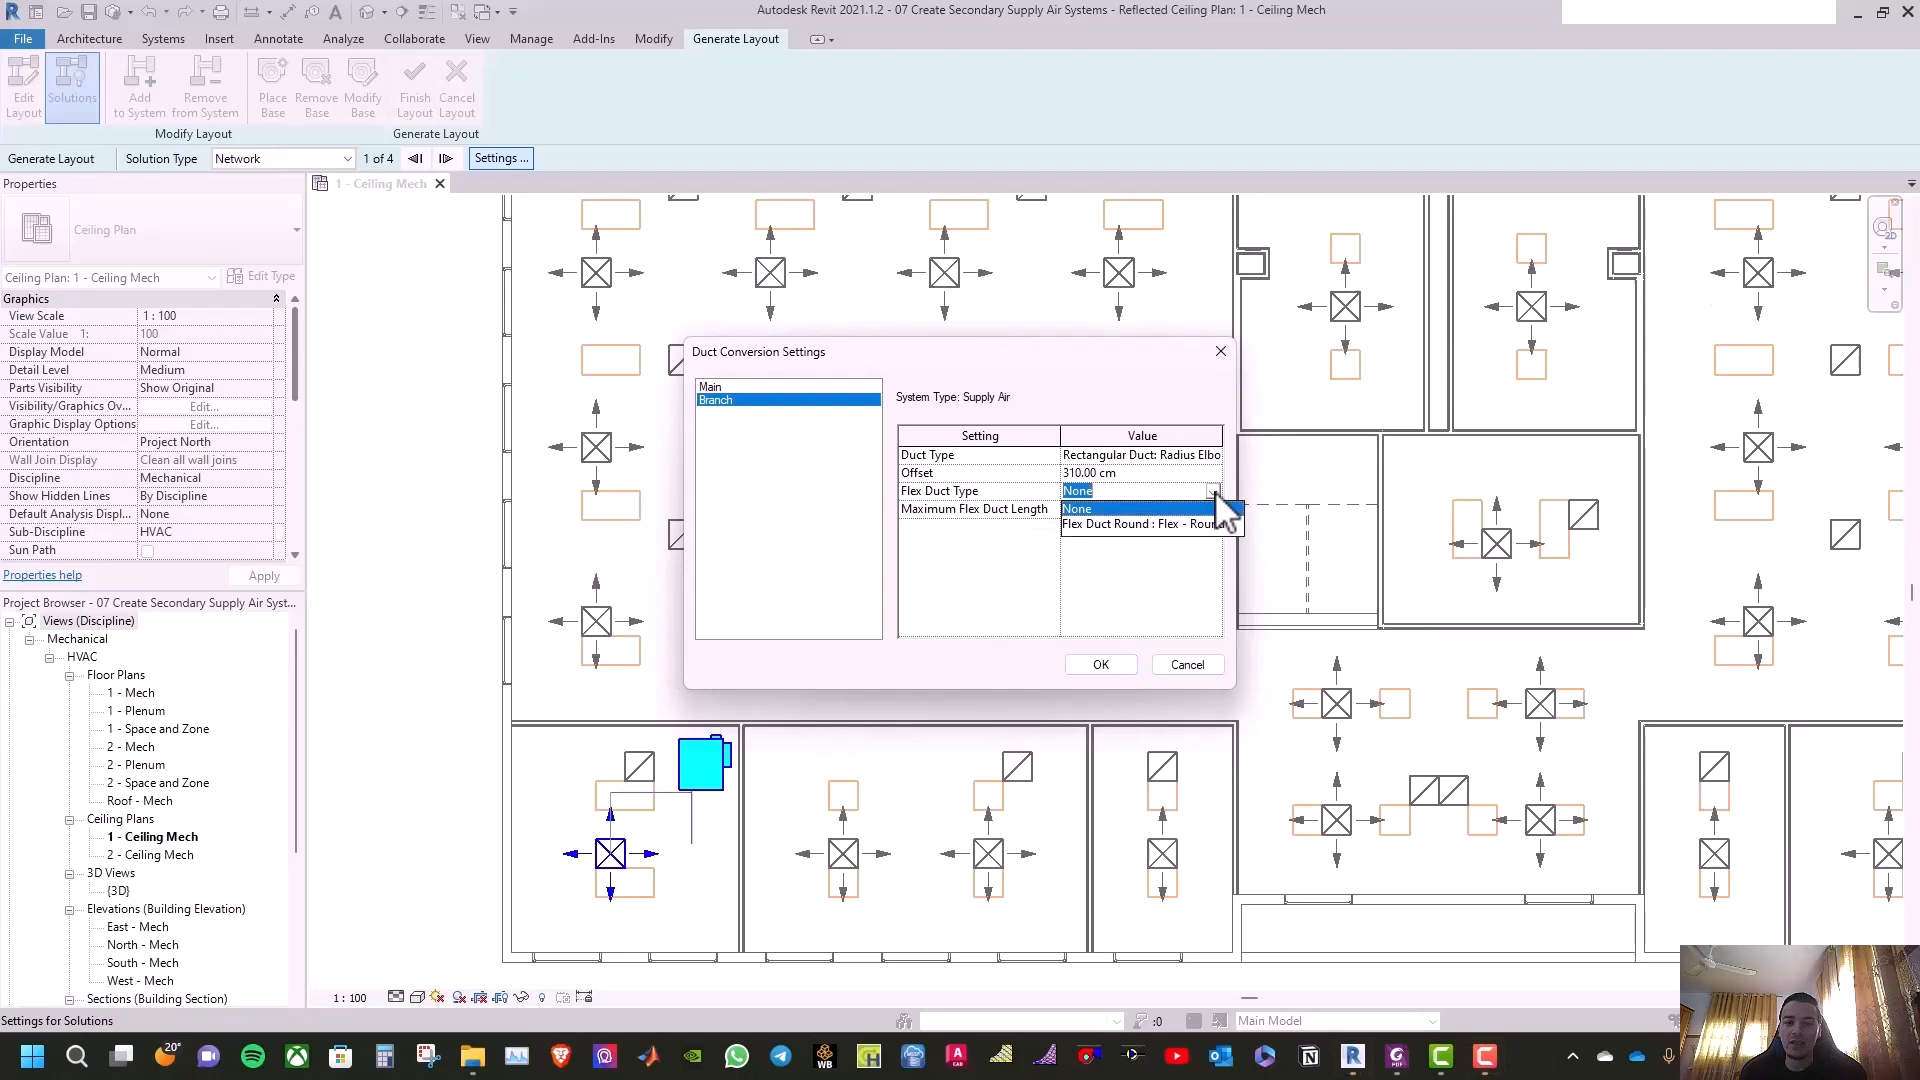 Autodesk Revit 2021.1.2 - 07 Create Secondary Supply Air Systems - Reflected Ceiling Plan: 1 - Ceiling Mech
File Architecture Systems Insert Annotate Analyze Collaborate View Manage Add-Ins Modify Generate Layout
Edit Layout
Solutions
Add to System
Remove from System
Place Base
Remove Base
Modify Base
Finish Layout
Cancel Layout
Modify Layout Generate Layout
Generate Layout Solution Type Network 1 of 4 Settings ...
Properties
1 - Ceiling Mech
Ceiling Plan
Ceiling Plan: 1 - Ceiling Mech Edit Type
Graphics
View Scale 1 : 100
Scale Value 1: 100
Display Model Normal
Detail Level Medium
Parts Visibility Show Original
Visibility/Graphics Ov... Edit...
Graphic Display Options Edit...
Orientation Project North
Wall Join Display Clean all wall joins
Discipline Mechanical
Show Hidden Lines By Discipline
Default Analysis Displ... None
Sub-Discipline HVAC
Sun Path
Properties help Apply
Project Browser - 07 Create Secondary Supply Air Syst...
Views (Discipline)
Mechanical
HVAC
Floor Plans
1 - Mech
1 - Plenum
1 - Space and Zone
2 - Mech
2 - Plenum
2 - Space and Zone
Roof - Mech
Ceiling Plans
1 - Ceiling Mech
2 - Ceiling Mech
3D Views
{3D}
Elevations (Building Elevation)
East - Mech
North - Mech
South - Mech
West - Mech
Sections (Building Section)
Duct Conversion Settings
Main
Branch
System Type: Supply Air
Setting Value
Duct Type Rectangular Duct: Radius Elbo
Offset 310.00 cm
Flex Duct Type None
Maximum Flex Duct Length
None
Flex Duct Round : Flex - Roun
OK Cancel
1 : 100
Settings for Solutions
:0
Main Model
20°
WB
2D